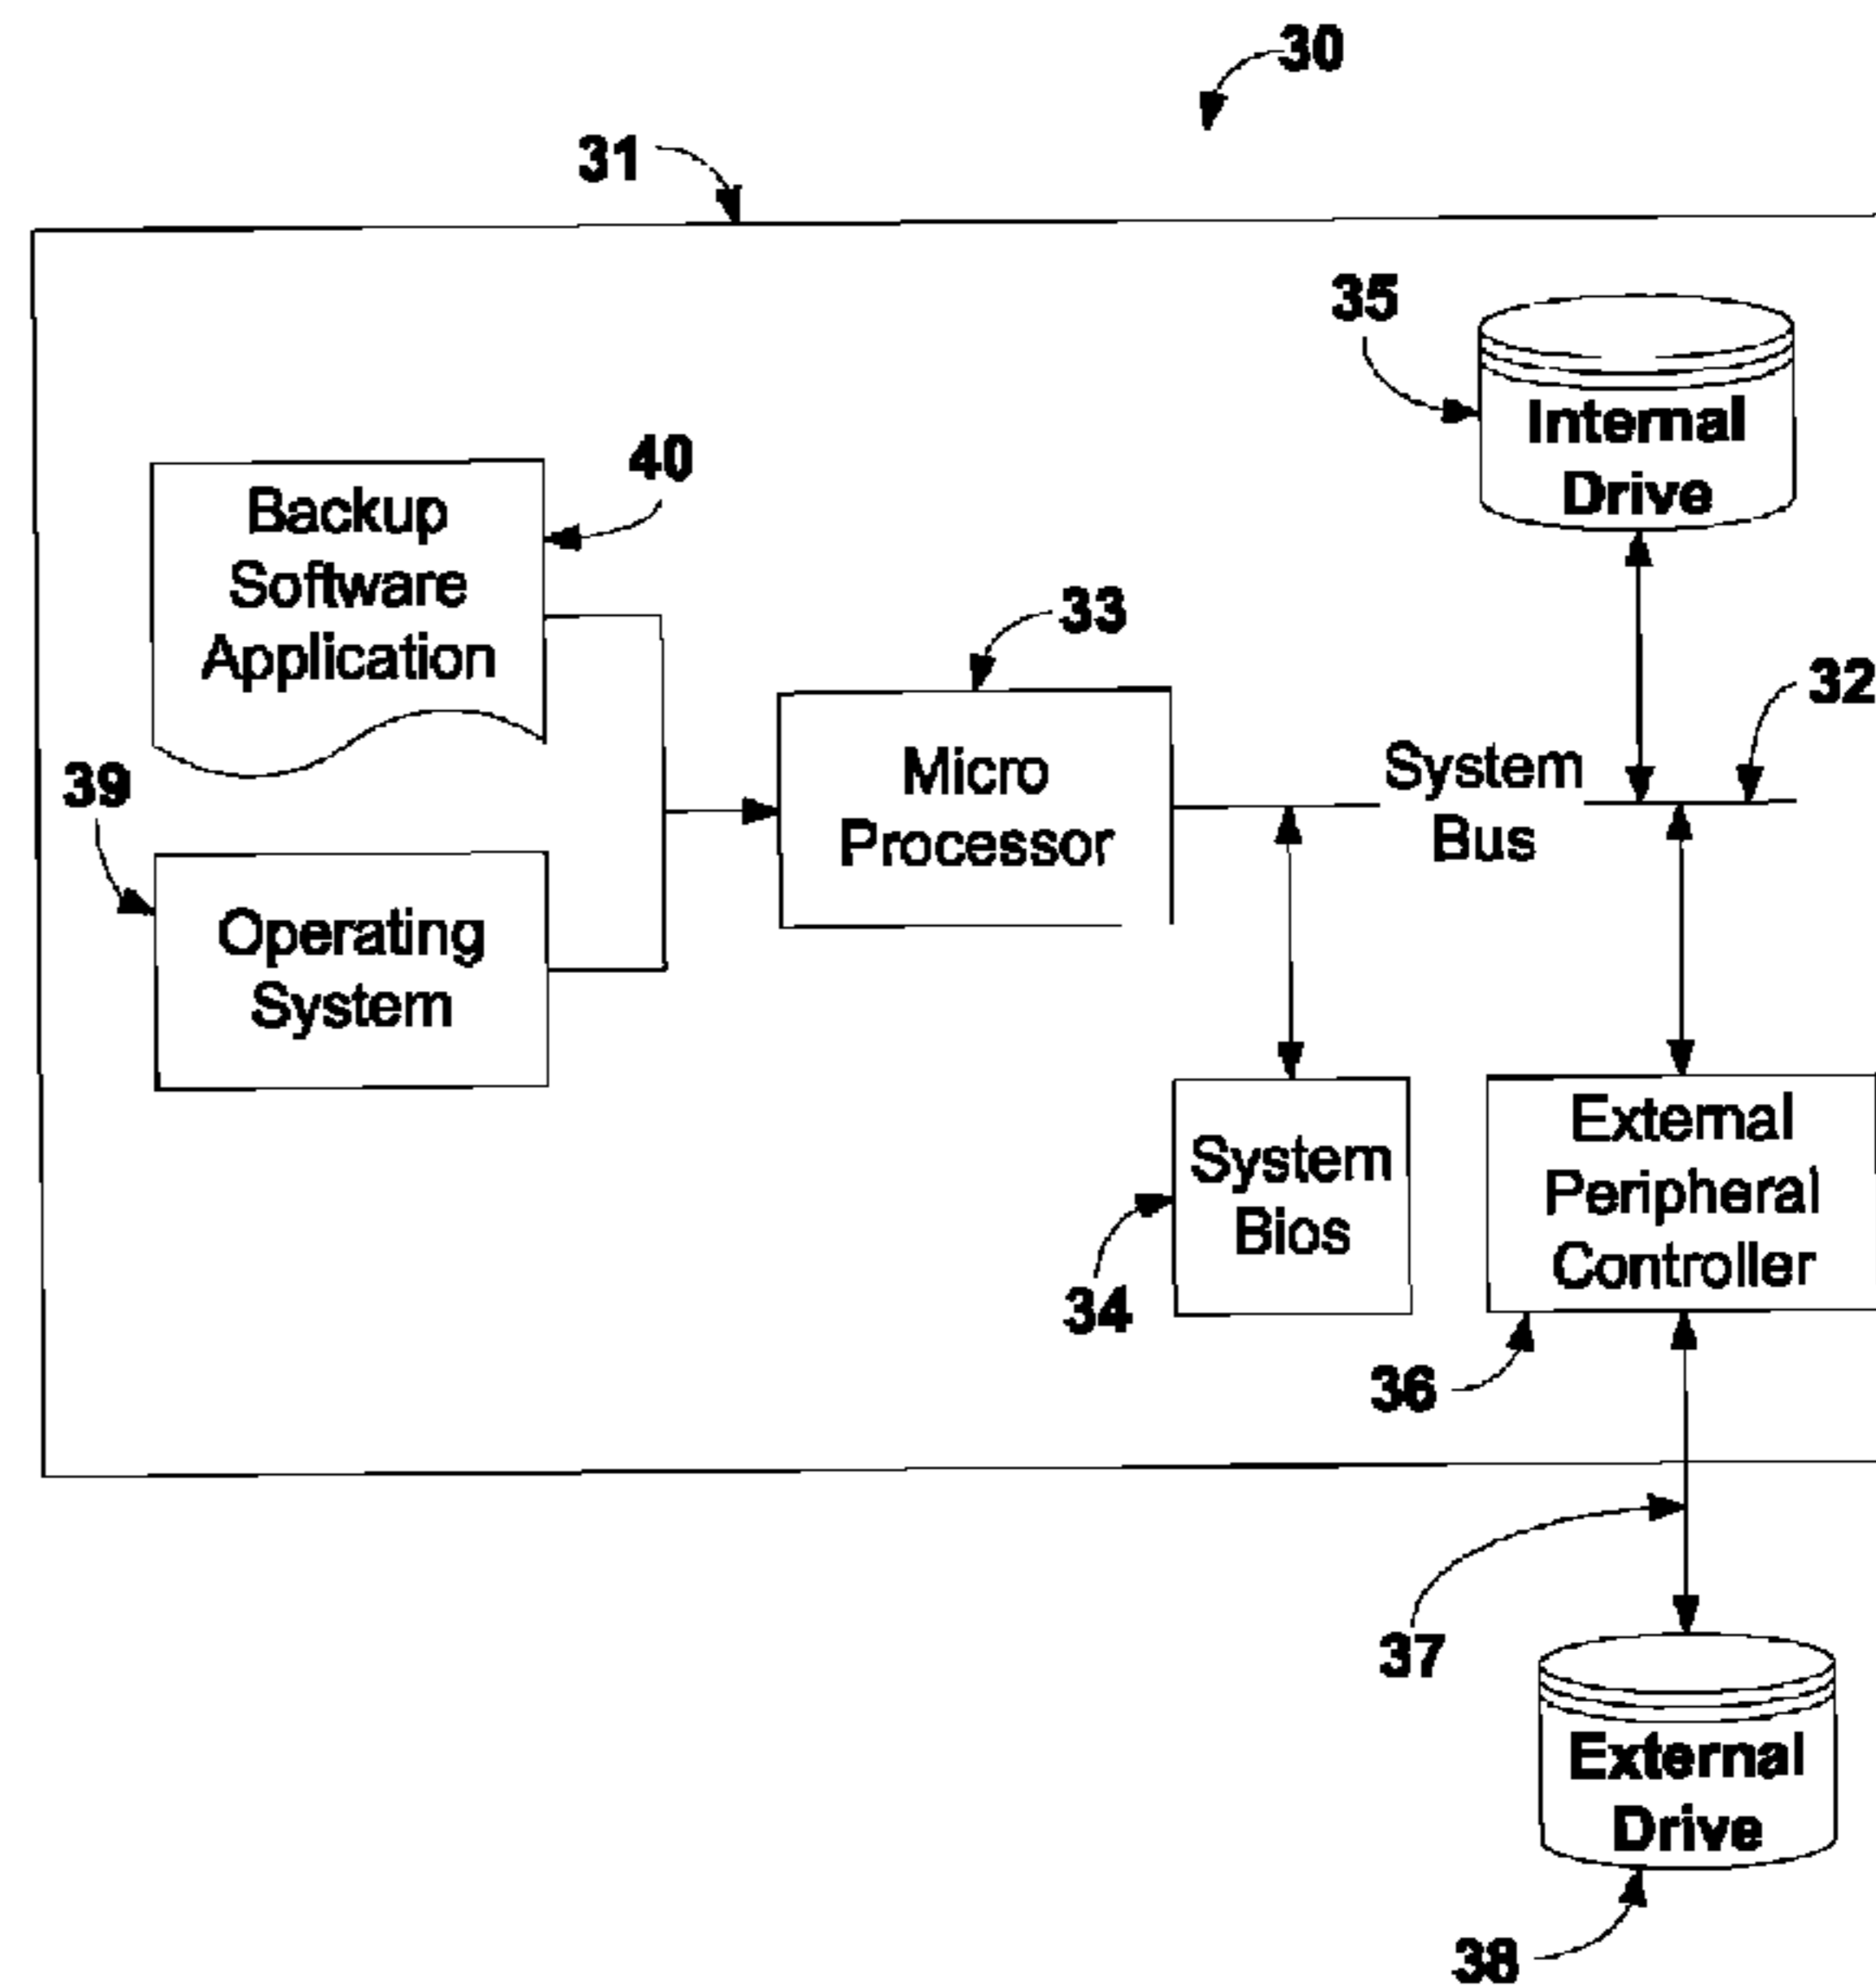 30
31
35
Internal
Drive
40
Backup
Software
Application
33
32
Micro
Processor
System
Bus
39
Operating
System
System
Bios
34
External
Peripheral
Controller
36
37
External
Drive
38